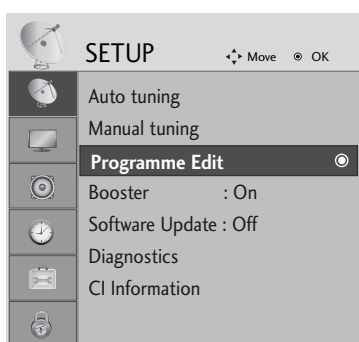 SETUP Move OK
Auto tuning
Manual tuning
Programme Edit
Booster : On
Software Update : Off
Diagnostics
CI Information